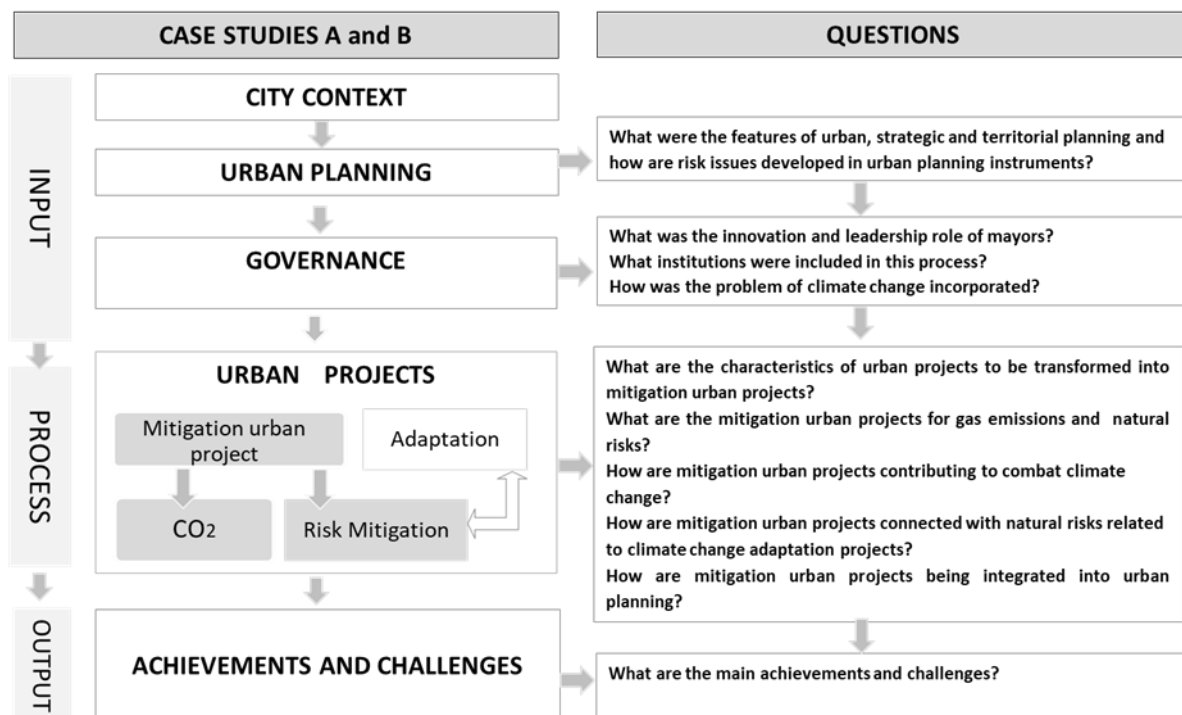 CASE STUDIES A and B
QUESTIONS
INPUT
CITY CONTEXT
URBAN PLANNING
What were the features of urban, strategic and territorial planning and
how are risk issues developed in urban planning instruments?
GOVERNANCE
What was the innovation and leadership role of mayors?
What institutions were included in this process?
How was the problem of climate change incorporated?
PROCESS
URBAN PROJECTS
Mitigation urban
project
Adaptation
CO2
Risk Mitigation
What are the characteristics of urban projects to be transformed into
mitigation urban projects?
What are the mitigation urban projects for gas emissions and natural
risks?
How are mitigation urban projects contributing to combat climate
change?
How are mitigation urban projects connected with natural risks related
to climate change adaptation projects?
How are mitigation urban projects being integrated into urban
planning?
OUTPUT
ACHIEVEMENTS AND CHALLENGES
What are the main achievements and challenges?